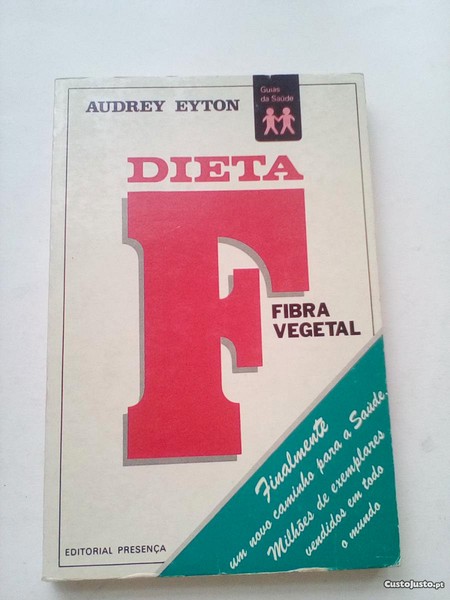 AUDREY EYTON
Guias
da Saúde
DIETA
F
FIBRA
VEGETAL
Finalmente
um novo caminho para a Saúde.
Milhões de exemplares
vendidos em todo
o mundo
EDITORIAL PRESENÇA
CustoJusto.pt